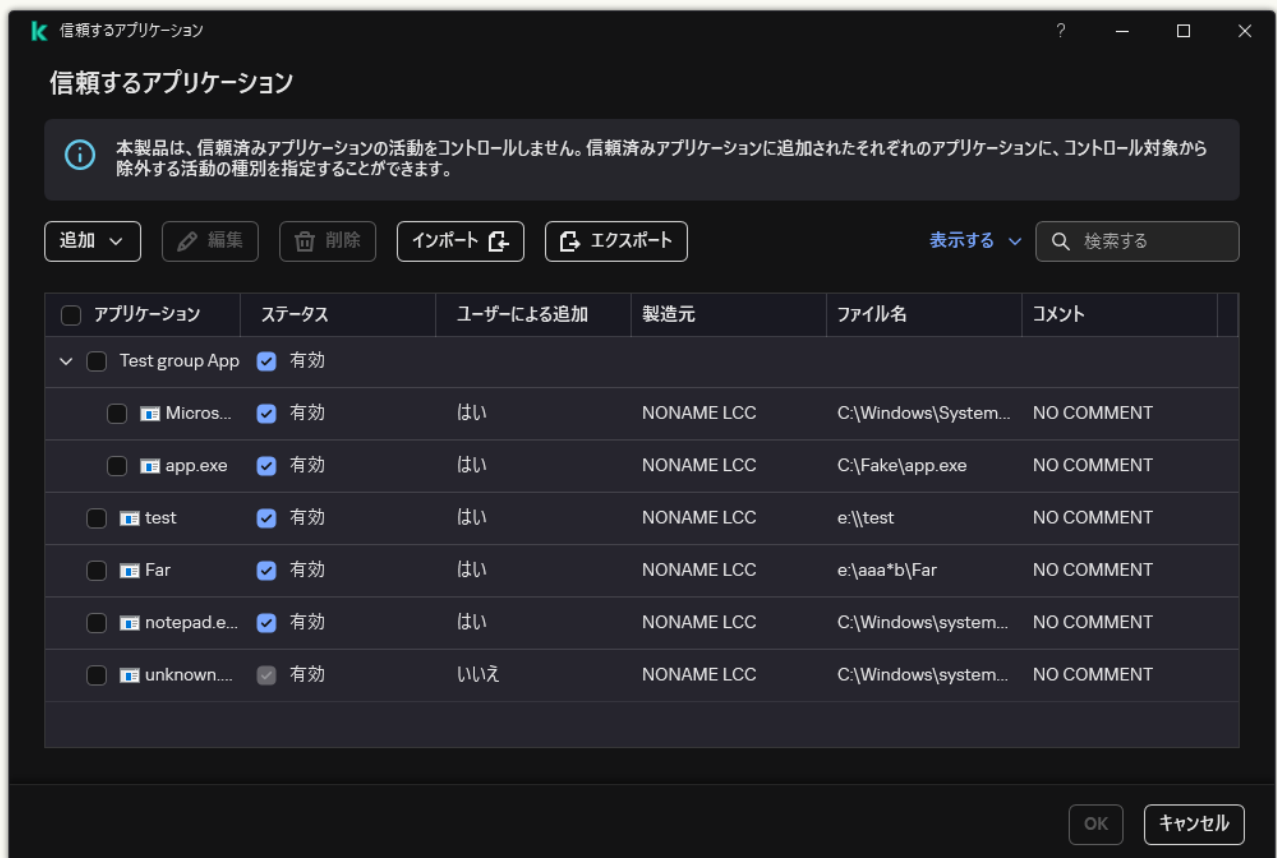 信頼するアプリケーション
?
信頼するアプリケーション
本製品は、信頼済みアプリケーションの活動をコントロールしません。信頼済みアプリケーションに追加されたそれぞれのアプリケーションに、コントロール対象から
除外する活動の種別を指定することができます。
追加 編集 削除 インポート エクスポート 表示する 検索する
アプリケーション ステータス ユーザーによる追加 製造元 ファイル名 コメント
Test group App 有効
Micros... 有効 はい NONAME LCC C:\Windows\System... NO COMMENT
app.exe 有効 はい NONAME LCC C:\Fake\app.exe NO COMMENT
test 有効 はい NONAME LCC e:\\test NO COMMENT
Far 有効 はい NONAME LCC e:\aaa*b\Far NO COMMENT
notepad.e... 有効 はい NONAME LCC C:\Windows\system... NO COMMENT
unknown.... 有効 いいえ NONAME LCC C:\Windows\system... NO COMMENT
OK キャンセル